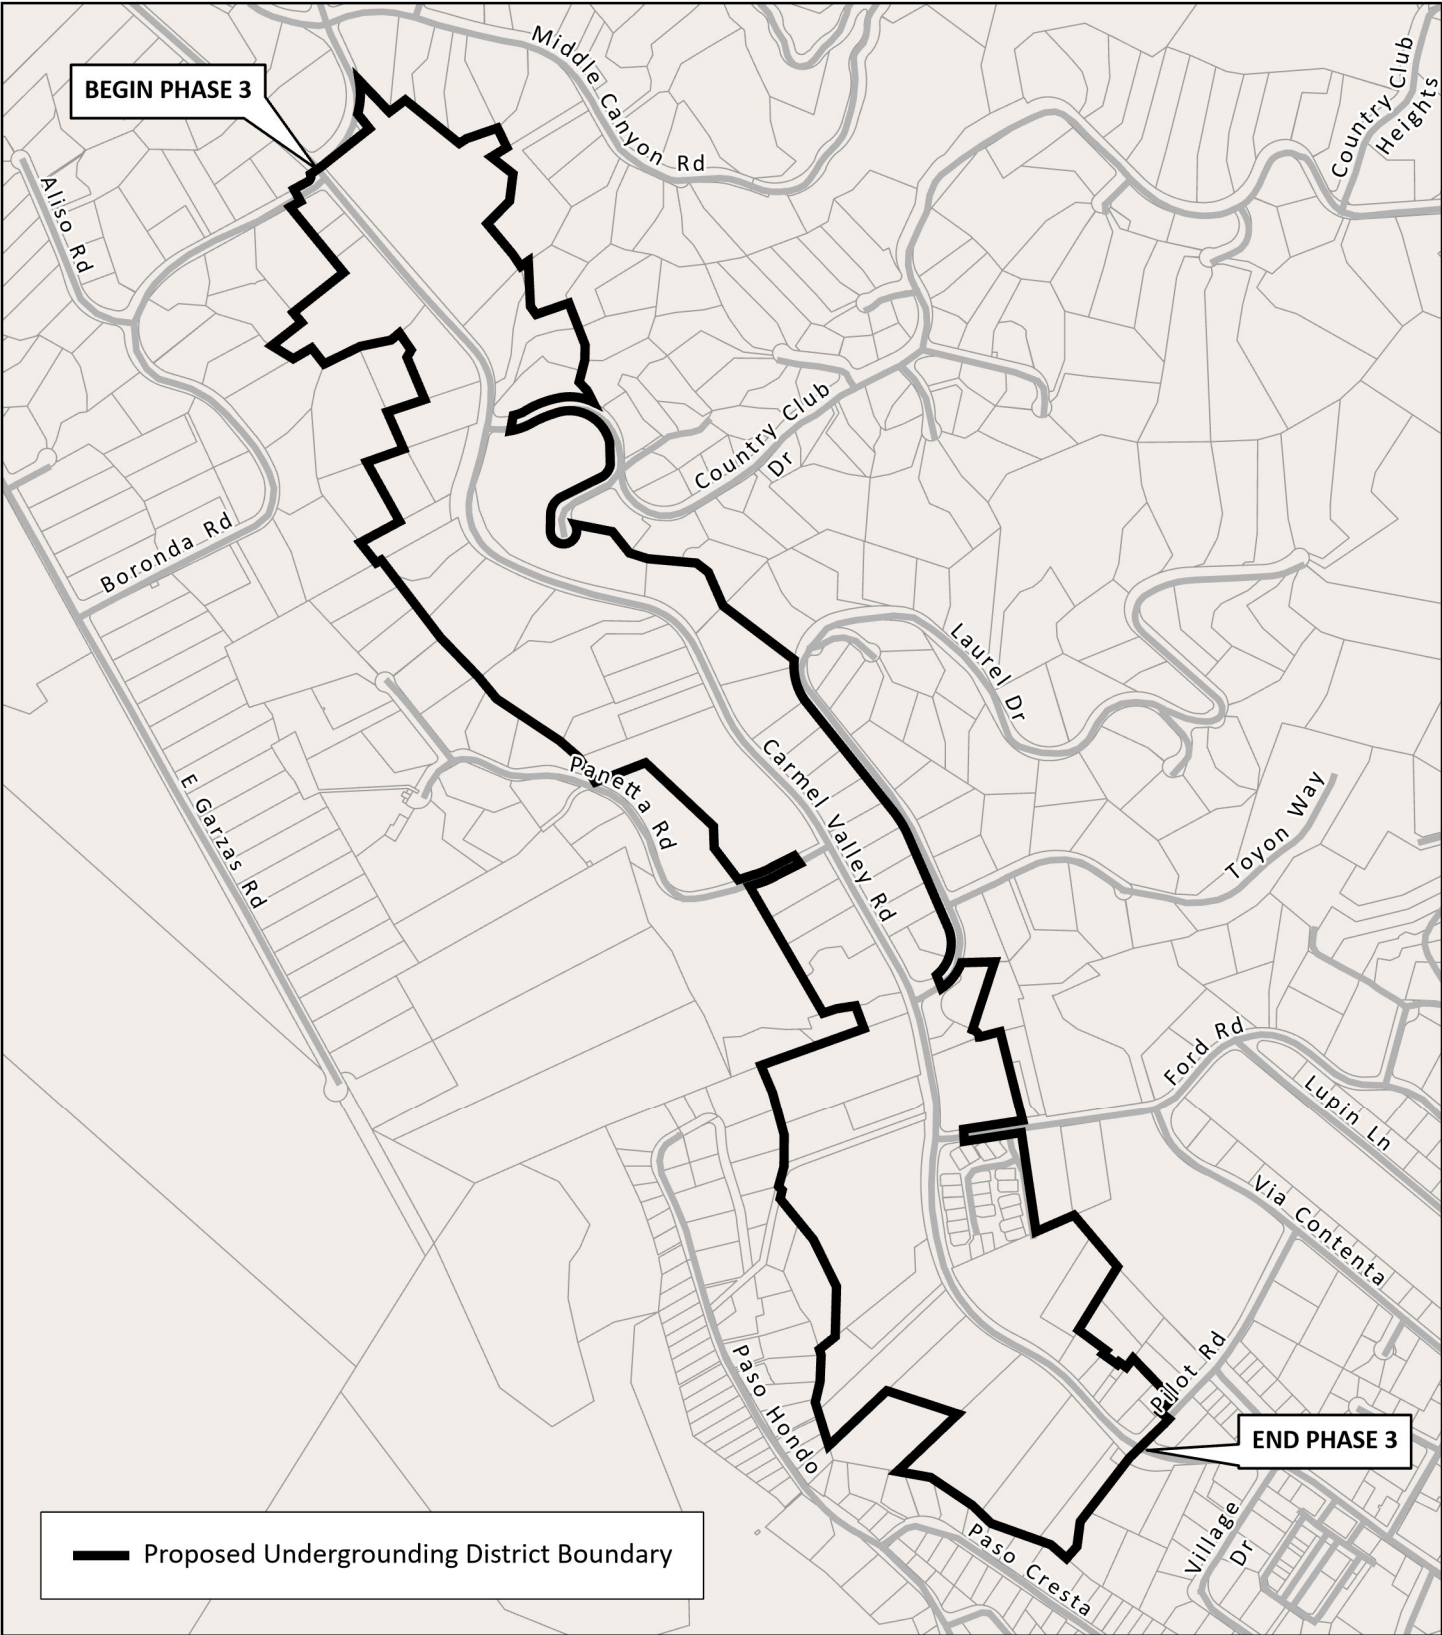 Middle Canyon Rd
Country Club
Heights
BEGIN PHASE 3
Aliso Rd
Country Club
Dr
Boronda Rd
Laurel Dr
Carmel Valley Rd
Panetta Rd
Toyon Way
E Garzas Rd
Ford Rd
Lupin Ln
Via Contenta
Pilot Rd
Paso Hondo
END PHASE 3
Village
Dr
Paso Cresta
Proposed Undergrounding District Boundary